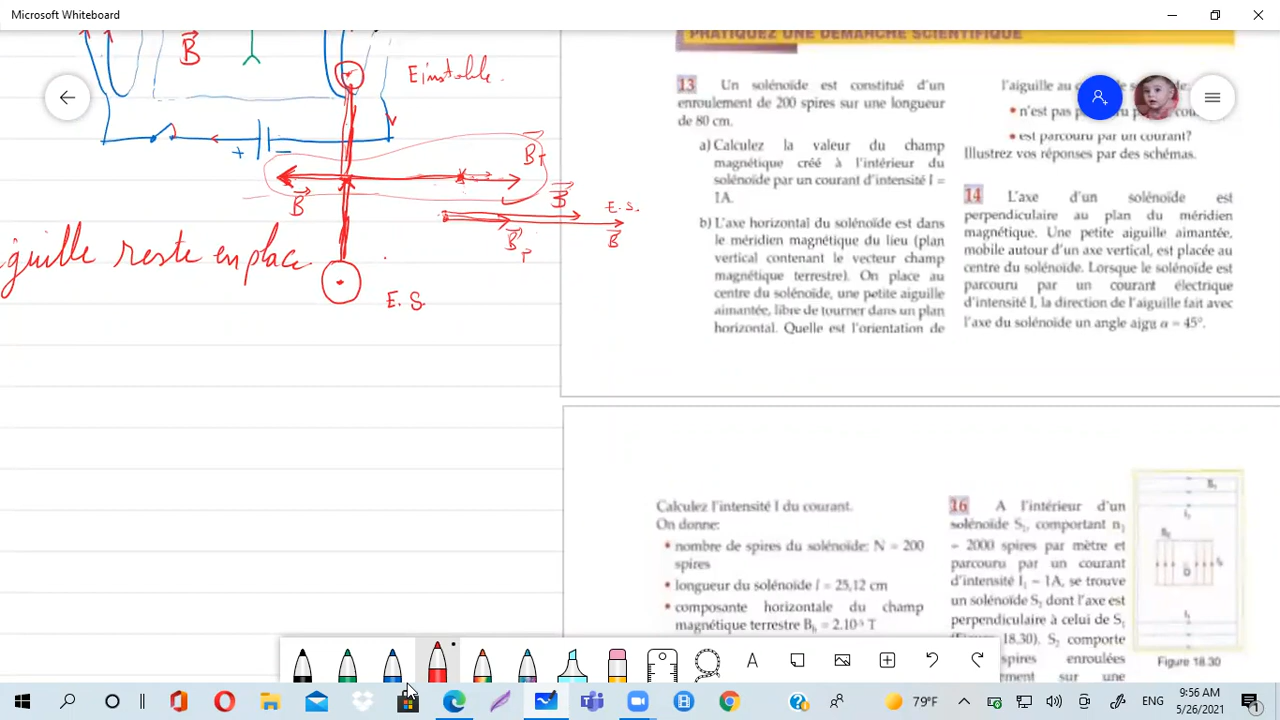 Microsoft Whiteboard
PRATIQUEZ UNE DEMARCHE SCIENTIFIQUE
B
E instable.
+ −
B
B_T
B
E. S.
B
B_P
iguille reste en place
E. S.
13 Un solénoïde est constitué d'un
enroulement de 200 spires sur une longueur
de 80 cm.
a) Calculez la valeur du champ
magnétique créé à l'intérieur du
solénoïde par un courant d'intensité I =
1A.
b) L'axe horizontal du solénoïde est dans
le méridien magnétique du lieu (plan
vertical contenant le vecteur champ
magnétique terrestre). On place au
centre du solénoïde, une petite aiguille
aimantée, libre de tourner dans un plan
horizontal. Quelle est l'orientation de
l'aiguille au
• n'est pas
• est parcouru par un courant?
Illustrez vos réponses par des schémas.
14 L'axe d'un solénoïde est
perpendiculaire au plan du méridien
magnétique. Une petite aiguille aimantée,
mobile autour d'un axe vertical, est placée au
centre du solénoïde. Lorsque le solénoïde est
parcouru par un courant électrique
d'intensité I, la direction de l'aiguille fait avec
l'axe du solénoïde un angle aigu α = 45°.
Calculez l'intensité I du courant.
On donne:
• nombre de spires du solénoïde: N = 200
spires
• longueur du solénoïde l = 25,12 cm
• composante horizontale du champ
magnétique terrestre Bh = 2.10⁻⁵ T
16 A l'intérieur d'un
solénoïde S₁, comportant n₁
= 2000 spires par mètre et
parcouru par un courant
d'intensité I₁ = 1A, se trouve
un solénoïde S₂ dont l'axe est
perpendiculaire à celui de S₁
18.30). S₂ comporte
spires enroulées
sur une
Figure 18.30
A
79°F
ENG
9:56 AM
5/26/2021